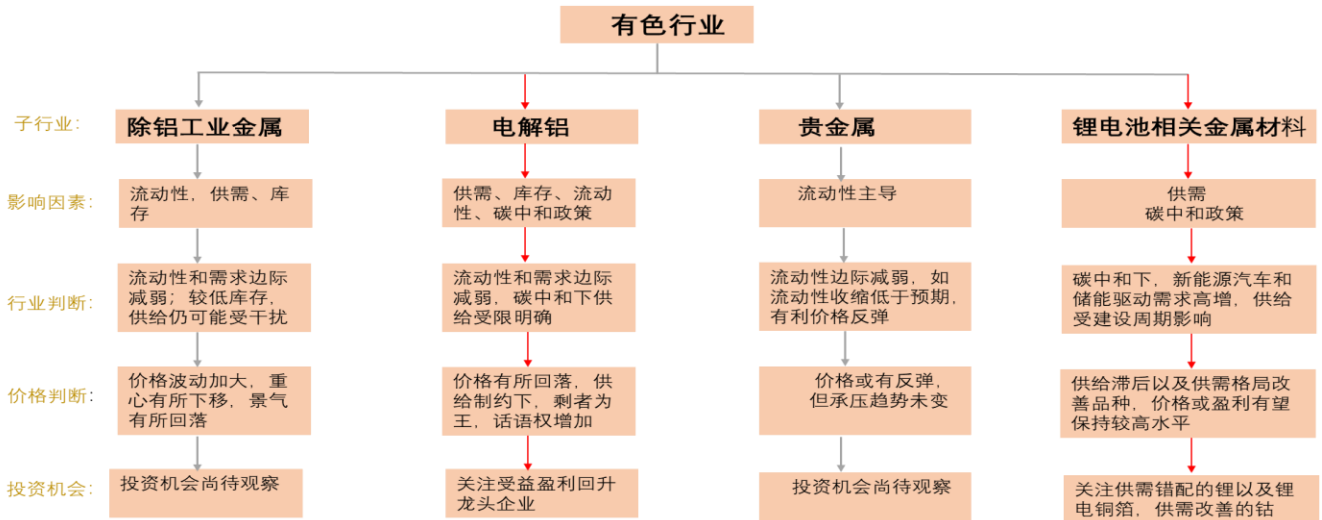 有色行业
子行业:
除铝工业金属
电解铝
贵金属
锂电池相关金属材料
影响因素:
流动性，供需、库
存
供需、库存、流动
性、碳中和政策
流动性主导
供需
碳中和政策
行业判断:
流动性和需求边际
减弱；较低库存，
供给仍可能受干扰
流动性和需求边际
减弱，碳中和下供
给受限明确
流动性边际减弱，如
流动性收缩低于预期，
有利价格反弹
碳中和下，新能源汽车和
储能驱动需求高增，供给
受建设周期影响
价格判断:
价格波动加大，重
心有所下移，景气
有所回落
价格有所回落，供
给制约下，剩者为
王，话语权增加
价格或有反弹，
但承压趋势未变
供给滞后以及供需格局改
善品种，价格或盈利有望
保持较高水平
投资机会:
投资机会尚待观察
关注受益盈利回升
龙头企业
投资机会尚待观察
关注供需错配的锂以及锂
电铜箔，供需改善的钴